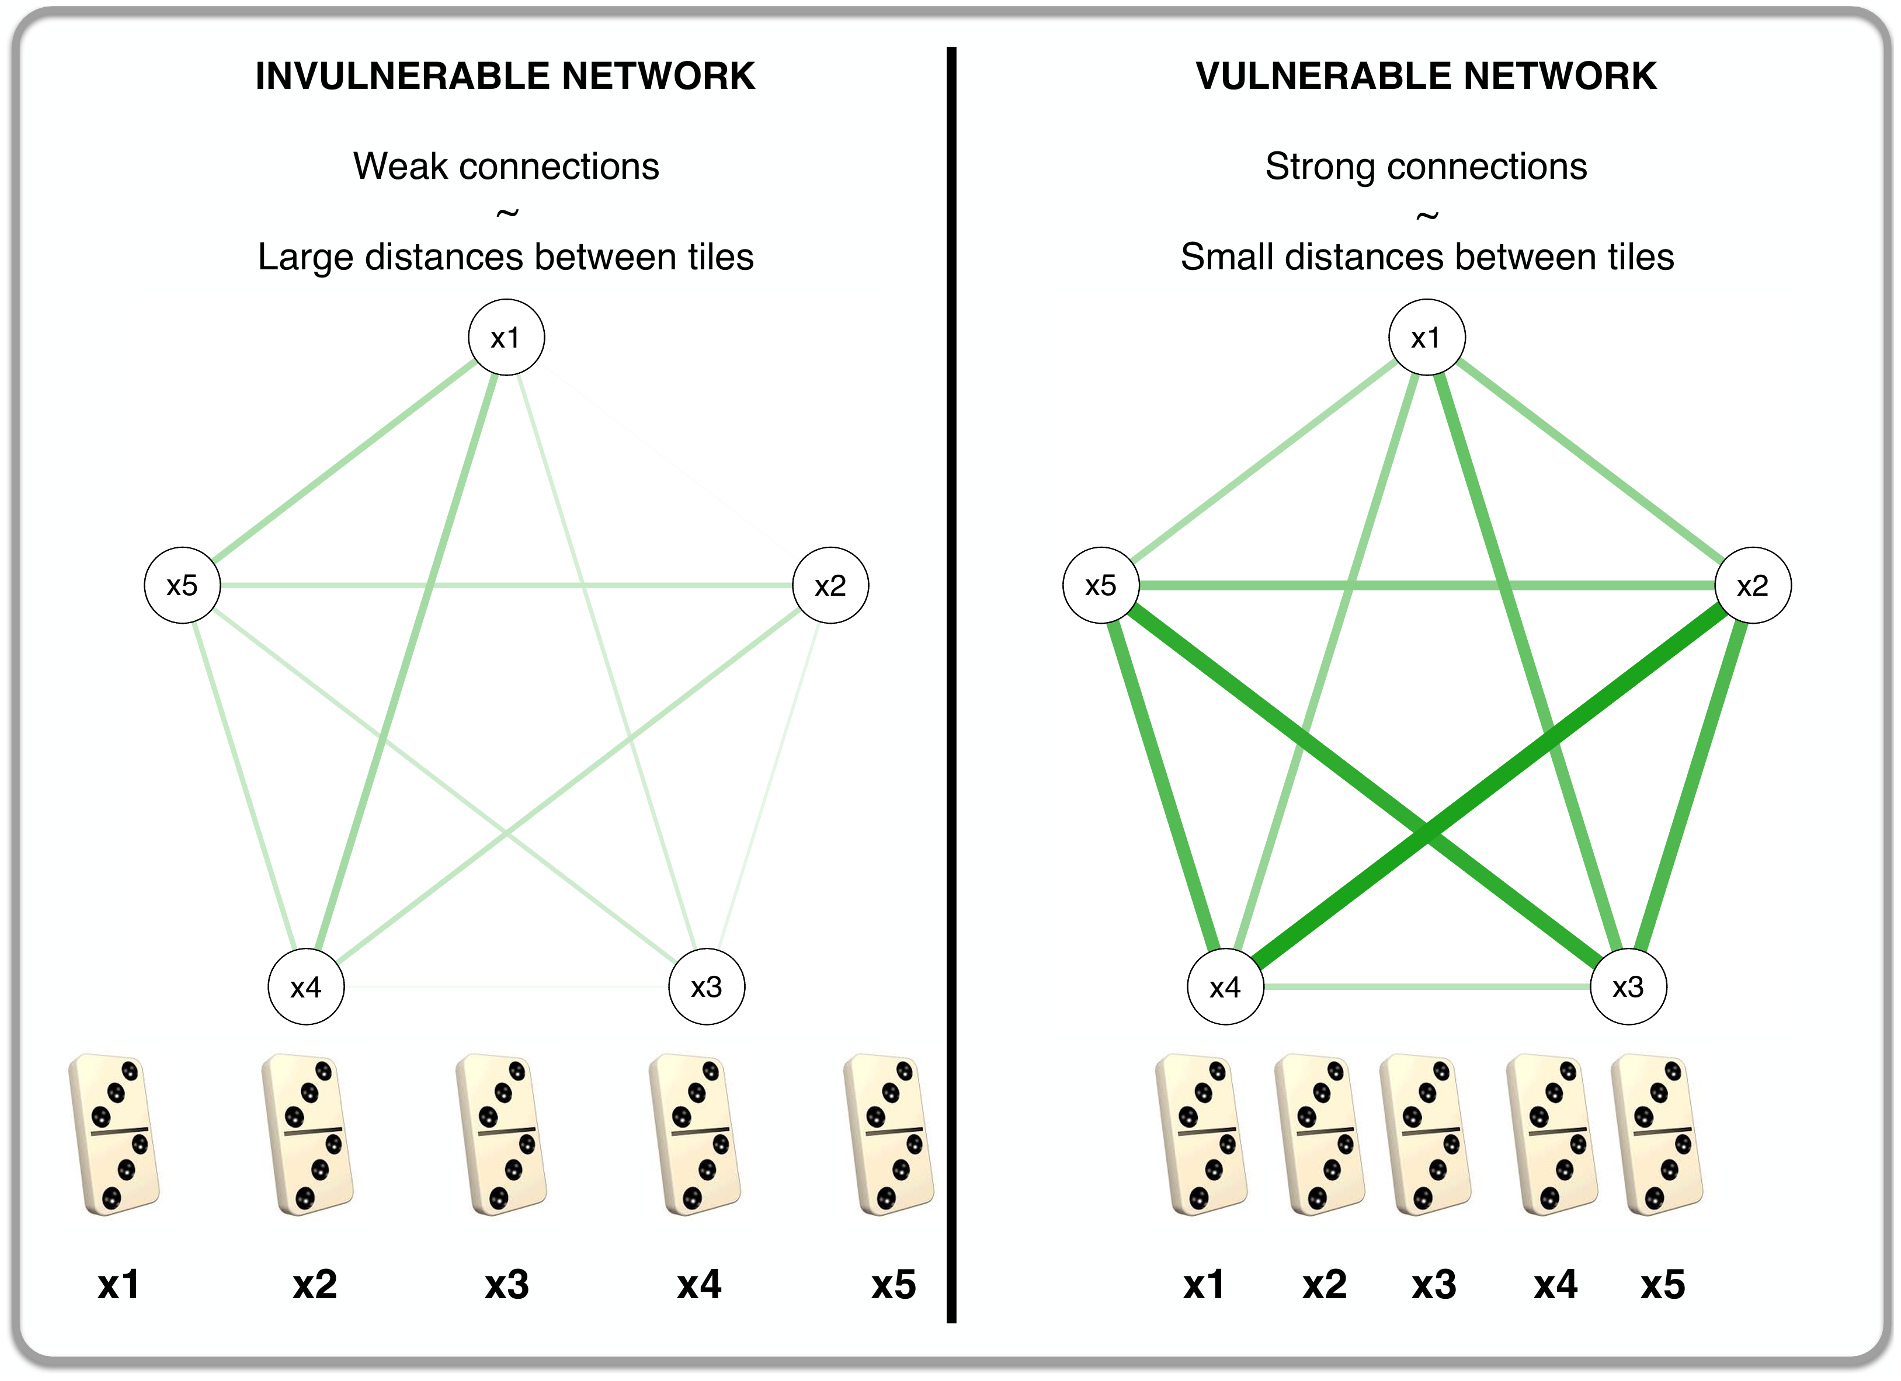 INVULNERABLE NETWORK
Weak connections
~
Large distances between tiles
x1
x5
x2
x4
x3
x1 x2 x3 x4 x5
VULNERABLE NETWORK
Strong connections
~
Small distances between tiles
x1
x5
x2
x4
x3
x1 x2 x3 x4 x5